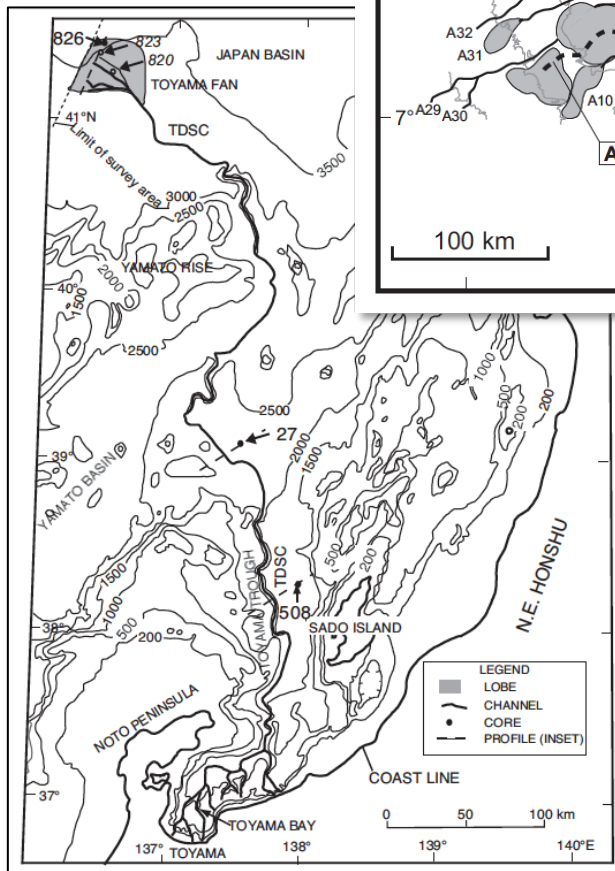 826
823
820
JAPAN BASIN
TOYAMA FAN
41°N
TDSC
Limit of survey area
3500
3000
2500
YAMATO RISE
2000
1500
40°
2500
2500
2000
1500
1000
500
200
200
27
39°
YAMATO BASIN
1500
1000
500
200
TOYAMA TROUGH
TDSC
500
200
508
38°
SADO ISLAND
N.E. HONSHU
NOTO PENINSULA
LEGEND
LOBE
CHANNEL
CORE
PROFILE (INSET)
COAST LINE
37°
TOYAMA BAY
0 50 100 km
137°
TOYAMA
138°
139°
140°E
A32
A31
A29
A30
A10
7°
A
100 km